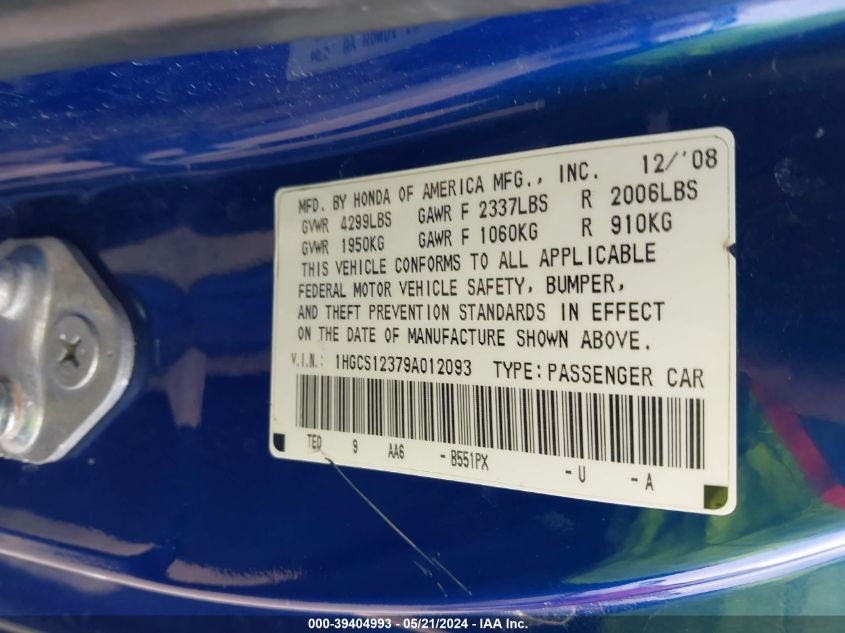 MFD. BY HONDA OF AMERICA MFG., INC. 12/'08
GVWR 4299LBS GAWR F 2337LBS R 2006LBS
GVWR 1950KG GAWR F 1060KG R 910KG
THIS VEHICLE CONFORMS TO ALL APPLICABLE
FEDERAL MOTOR VEHICLE SAFETY, BUMPER,
AND THEFT PREVENTION STANDARDS IN EFFECT
ON THE DATE OF MANUFACTURE SHOWN ABOVE.
V.I.N.: 1HGCS12379A012093 TYPE:PASSENGER CAR
TE0 9 AA6 - B551PX - U - A
000-39404993 / 05/21/2024 / IAA Inc.